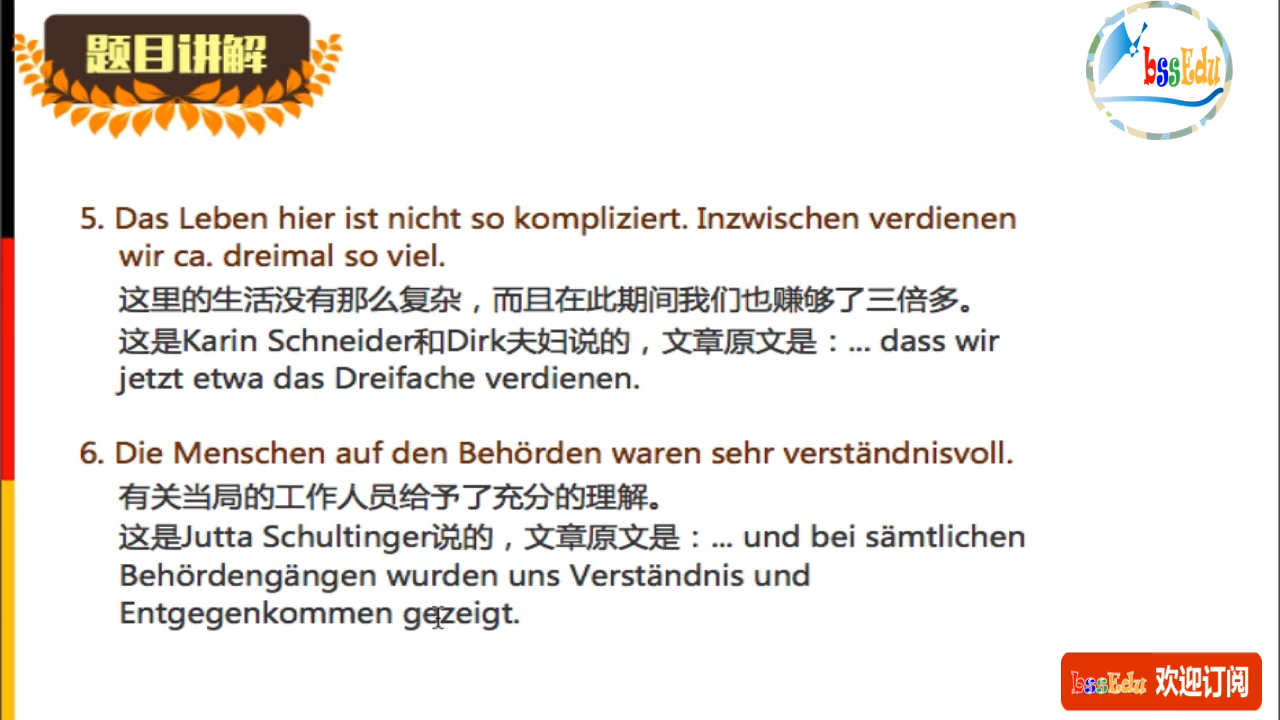 题目讲解
bssEdu
5. Das Leben hier ist nicht so kompliziert. Inzwischen verdienen
wir ca. dreimal so viel.
这里的生活没有那么复杂，而且在此期间我们也赚够了三倍多。
这是Karin Schneider和Dirk夫妇说的，文章原文是：... dass wir
jetzt etwa das Dreifache verdienen.
6. Die Menschen auf den Behörden waren sehr verständnisvoll.
有关当局的工作人员给予了充分的理解。
这是Jutta Schultinger说的，文章原文是：... und bei sämtlichen
Behördengängen wurden uns Verständnis und
Entgegenkommen gezeigt.
bssEdu 欢迎订阅